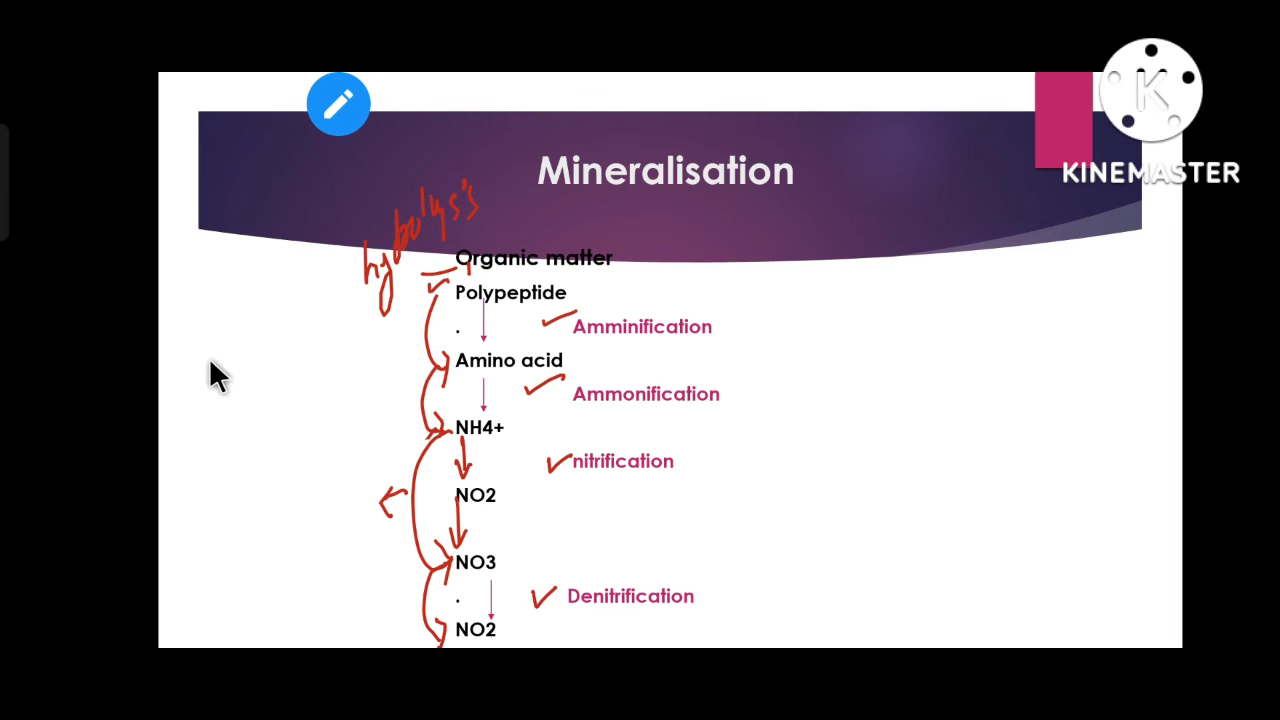 KINEMASTER
Mineralisation
hydrolysis
Organic matter
Polypeptide
. Amminification
Amino acid
Ammonification
NH4+
nitrification
NO2
NO3
. Denitrification
NO2